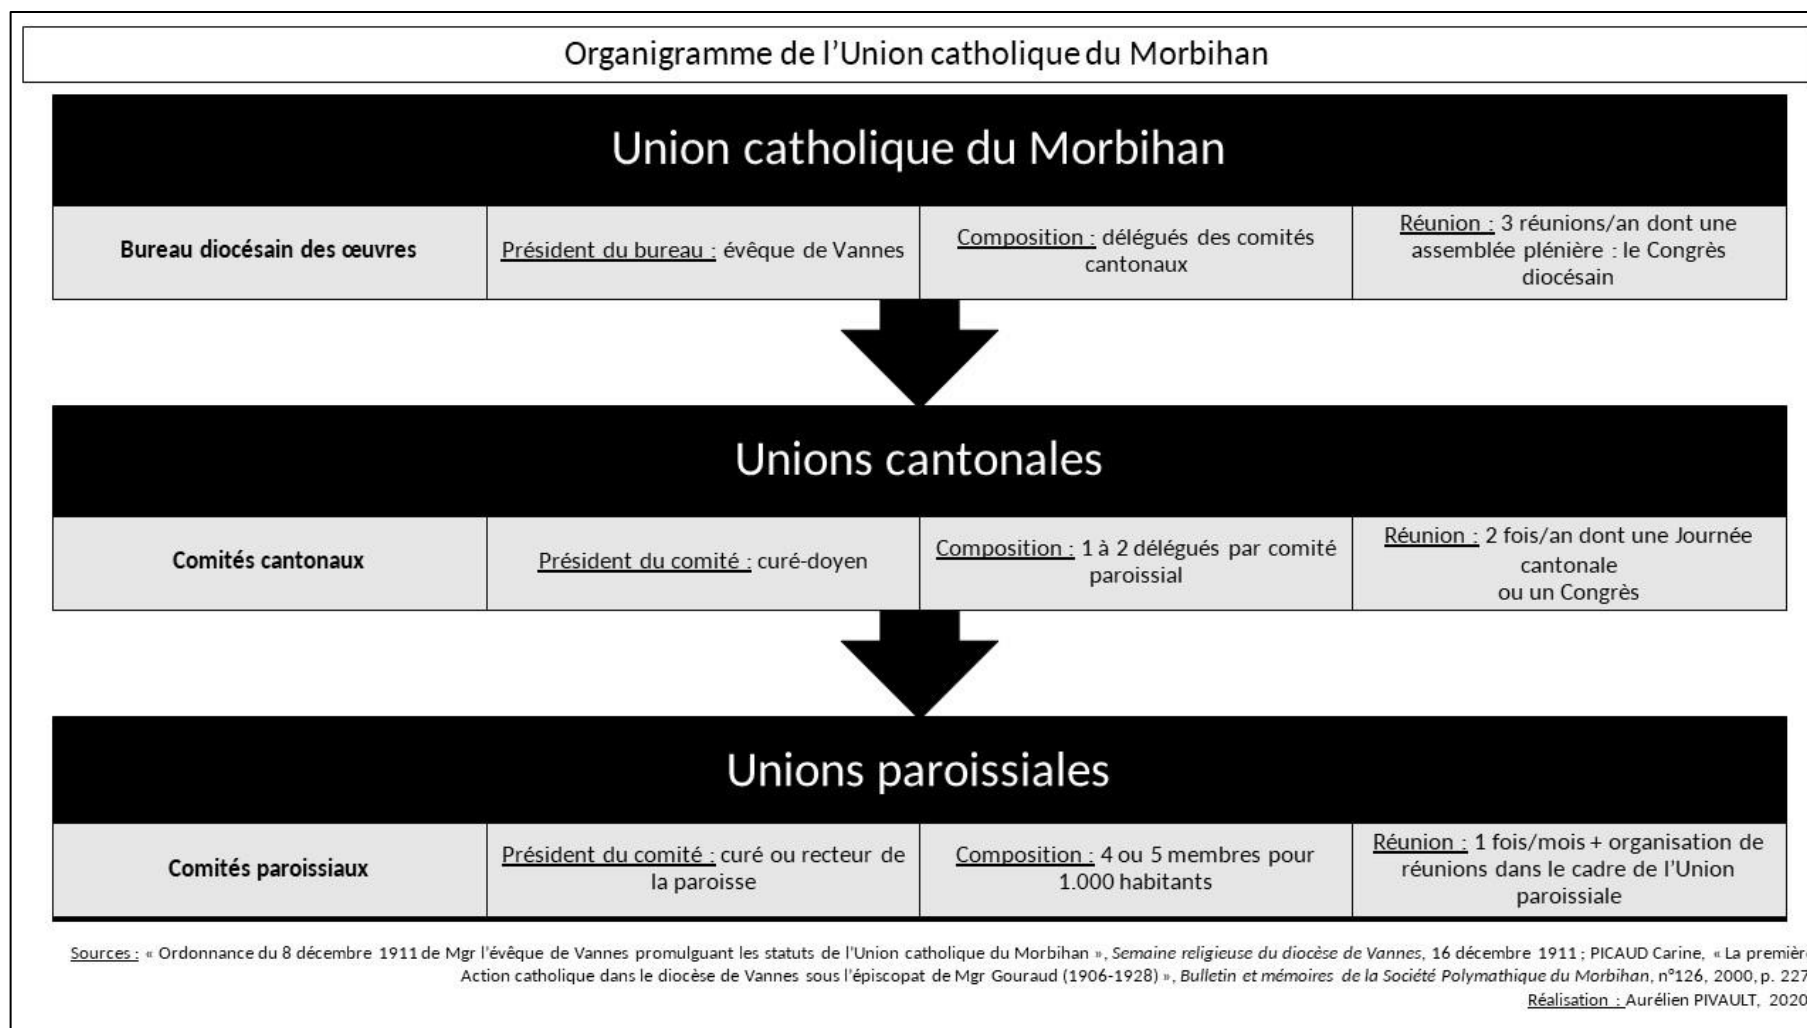 Organigramme de l’Union catholique du Morbihan
Union catholique du Morbihan
Bureau diocésain des œuvres
Président du bureau : évêque de Vannes
Composition : délégués des comités
cantonaux
Réunion : 3 réunions/an dont une
assemblée plénière : le Congrès
diocésain
Unions cantonales
Comités cantonaux
Président du comité : curé-doyen
Composition : 1 à 2 délégués par comité
paroissial
Réunion : 2 fois/an dont une Journée
cantonale
ou un Congrès
Unions paroissiales
Comités paroissiaux
Président du comité : curé ou recteur de
la paroisse
Composition : 4 ou 5 membres pour
1.000 habitants
Réunion : 1 fois/mois + organisation de
réunions dans le cadre de l’Union
paroissiale
Sources : « Ordonnance du 8 décembre 1911 de Mgr l’évêque de Vannes promulguant les statuts de l’Union catholique du Morbihan », Semaine religieuse du diocèse de Vannes, 16 décembre 1911 ; PICAUD Carine, « La première
Action catholique dans le diocèse de Vannes sous l’épiscopat de Mgr Gouraud (1906-1928) », Bulletin et mémoires de la Société Polymathique du Morbihan, n°126, 2000, p. 227
Réalisation : Aurélien PIVAULT, 2020